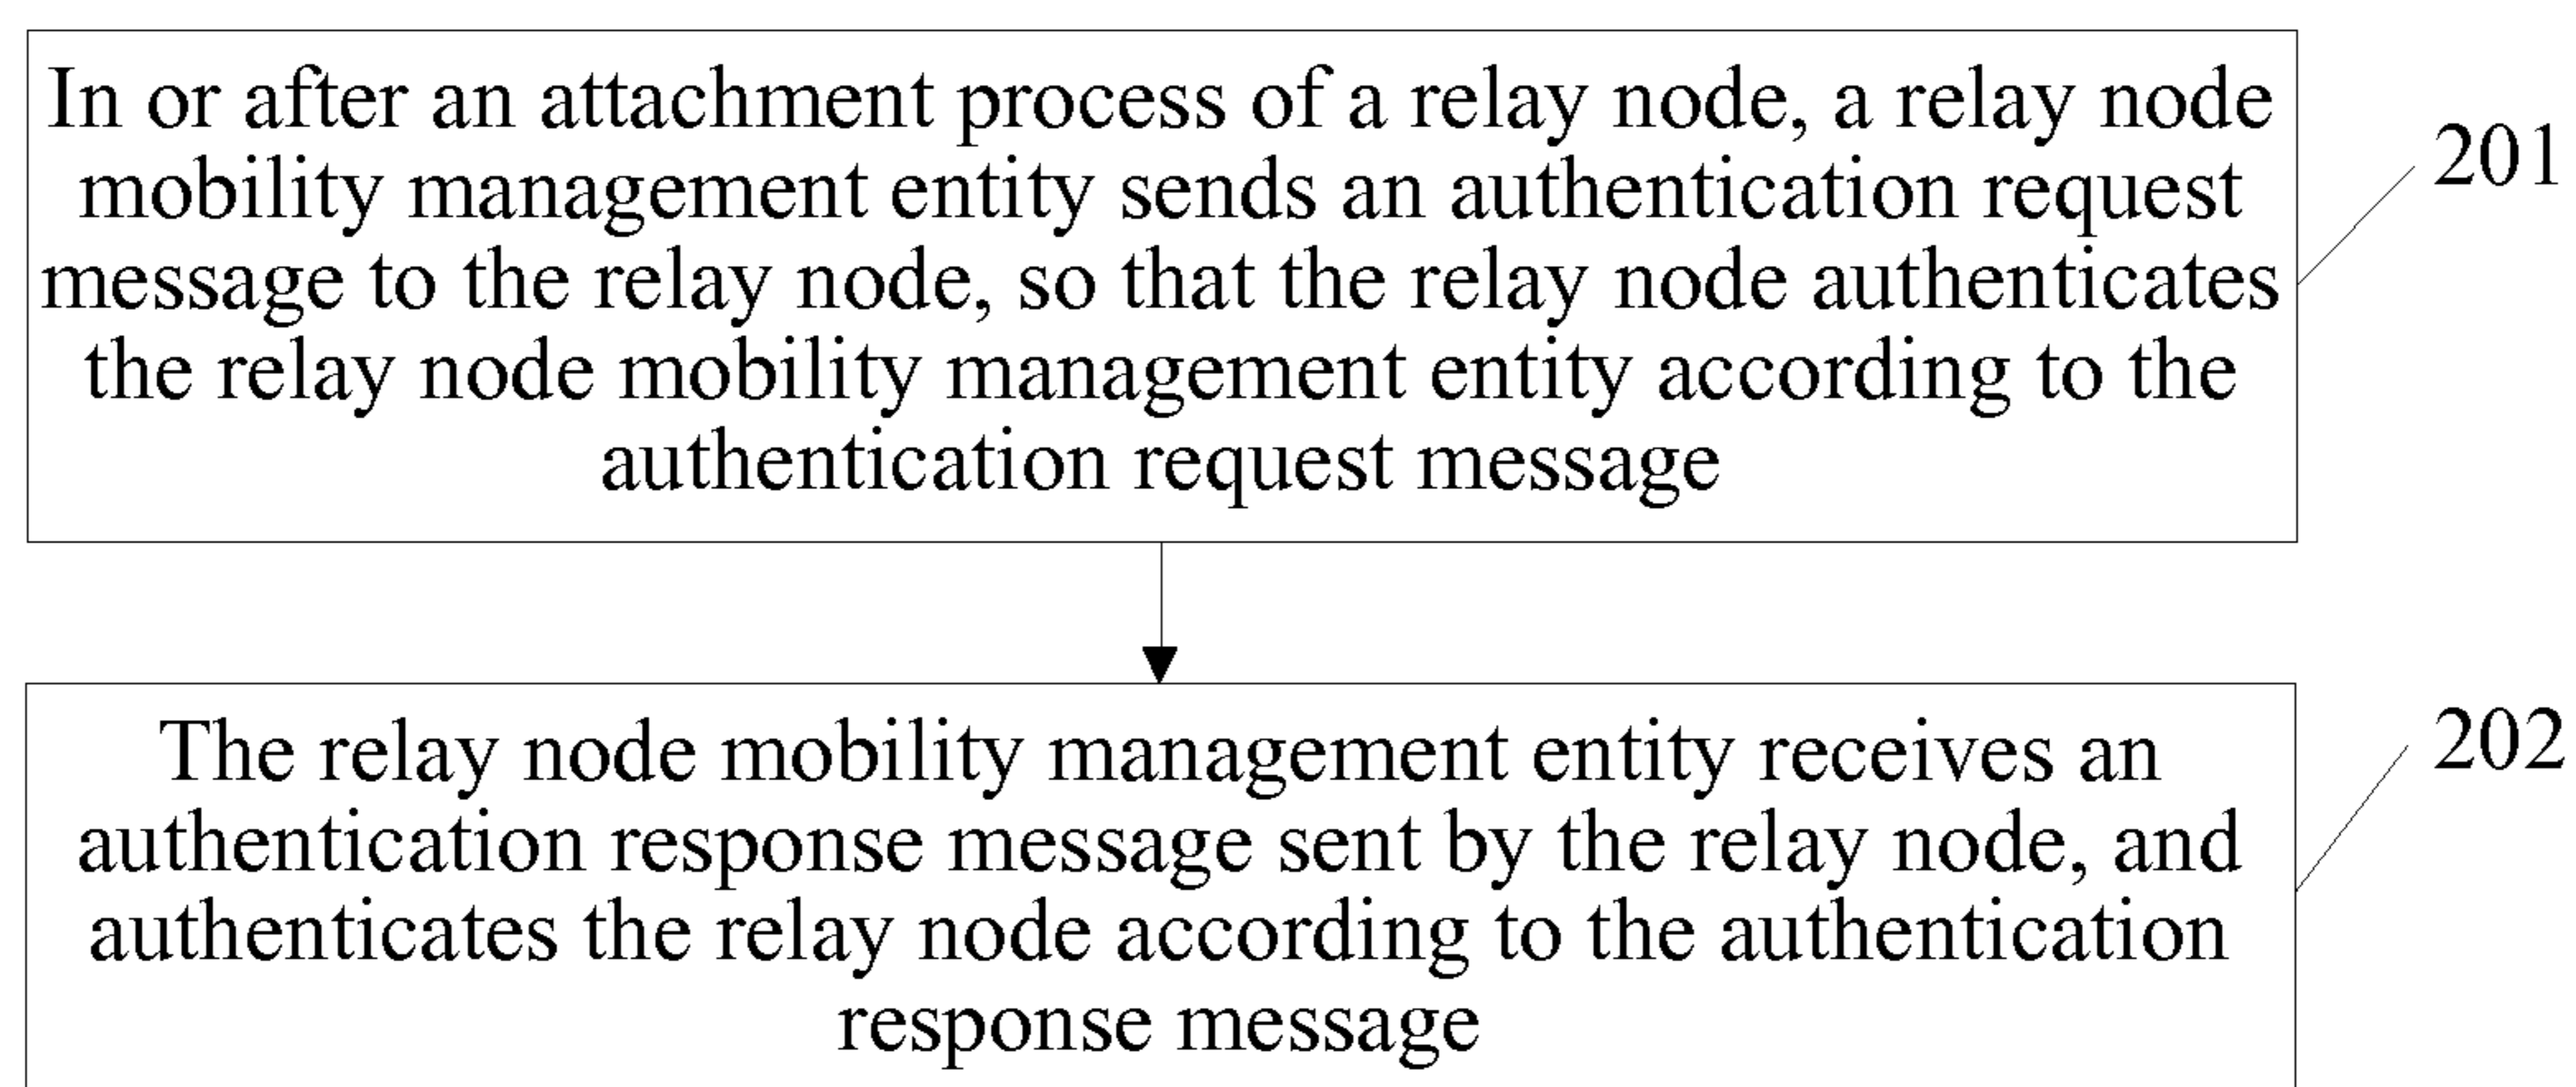 In or after an attachment process of a relay node, a relay node
mobility management entity sends an authentication request
message to the relay node, so that the relay node authenticates
the relay node mobility management entity according to the
authentication request message
201
The relay node mobility management entity receives an
authentication response message sent by the relay node, and
authenticates the relay node according to the authentication
response message
202